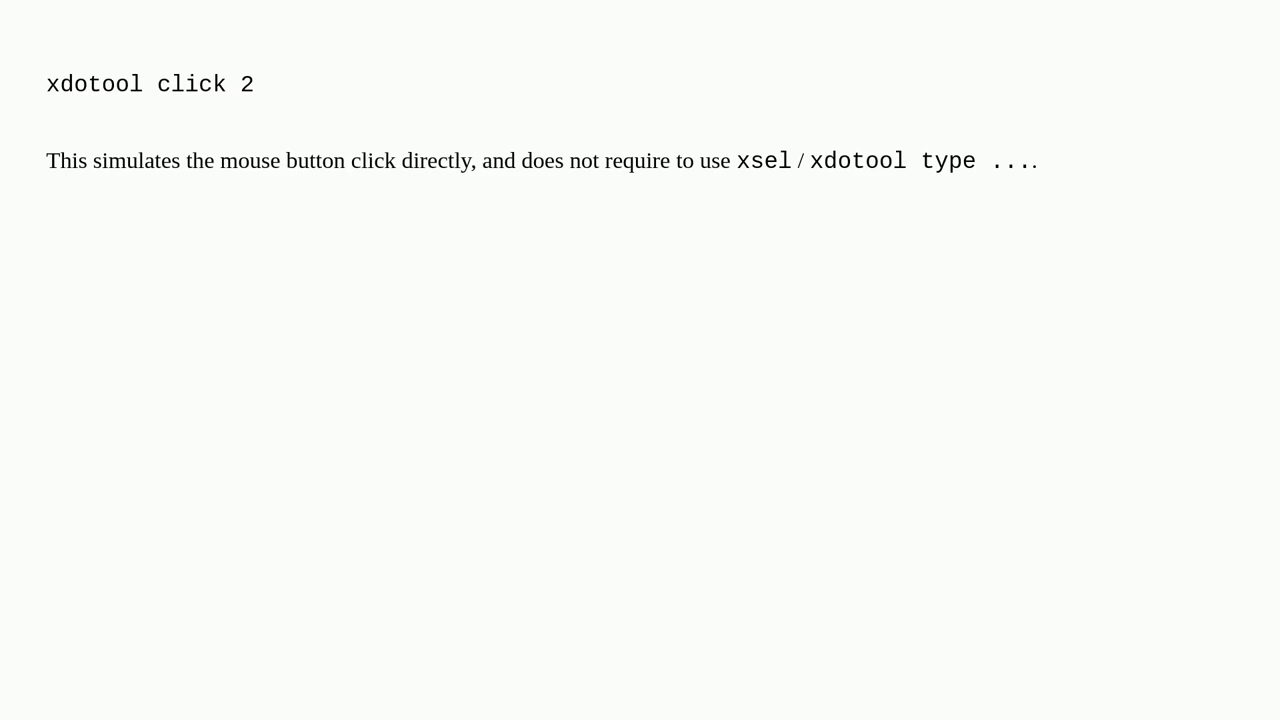 xdotool click 2
This simulates the mouse button click directly, and does not require to use xsel / xdotool type ....